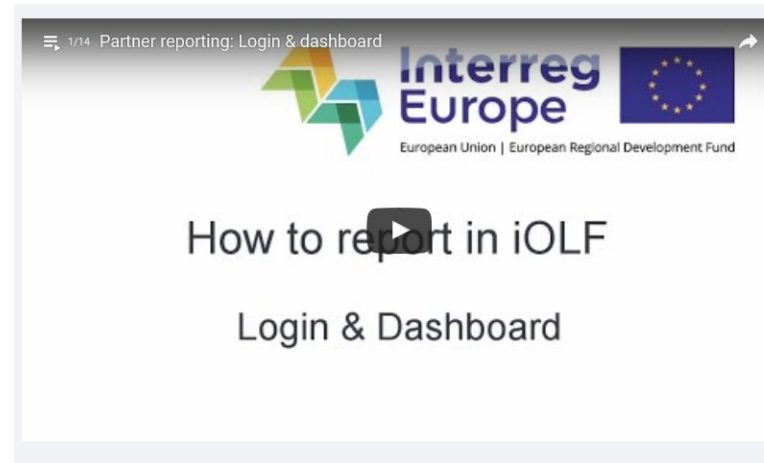 1/14 Partner reporting: Login & dashboard
Interreg
Europe
European Union | European Regional Development Fund
How to report in iOLF
Login & Dashboard